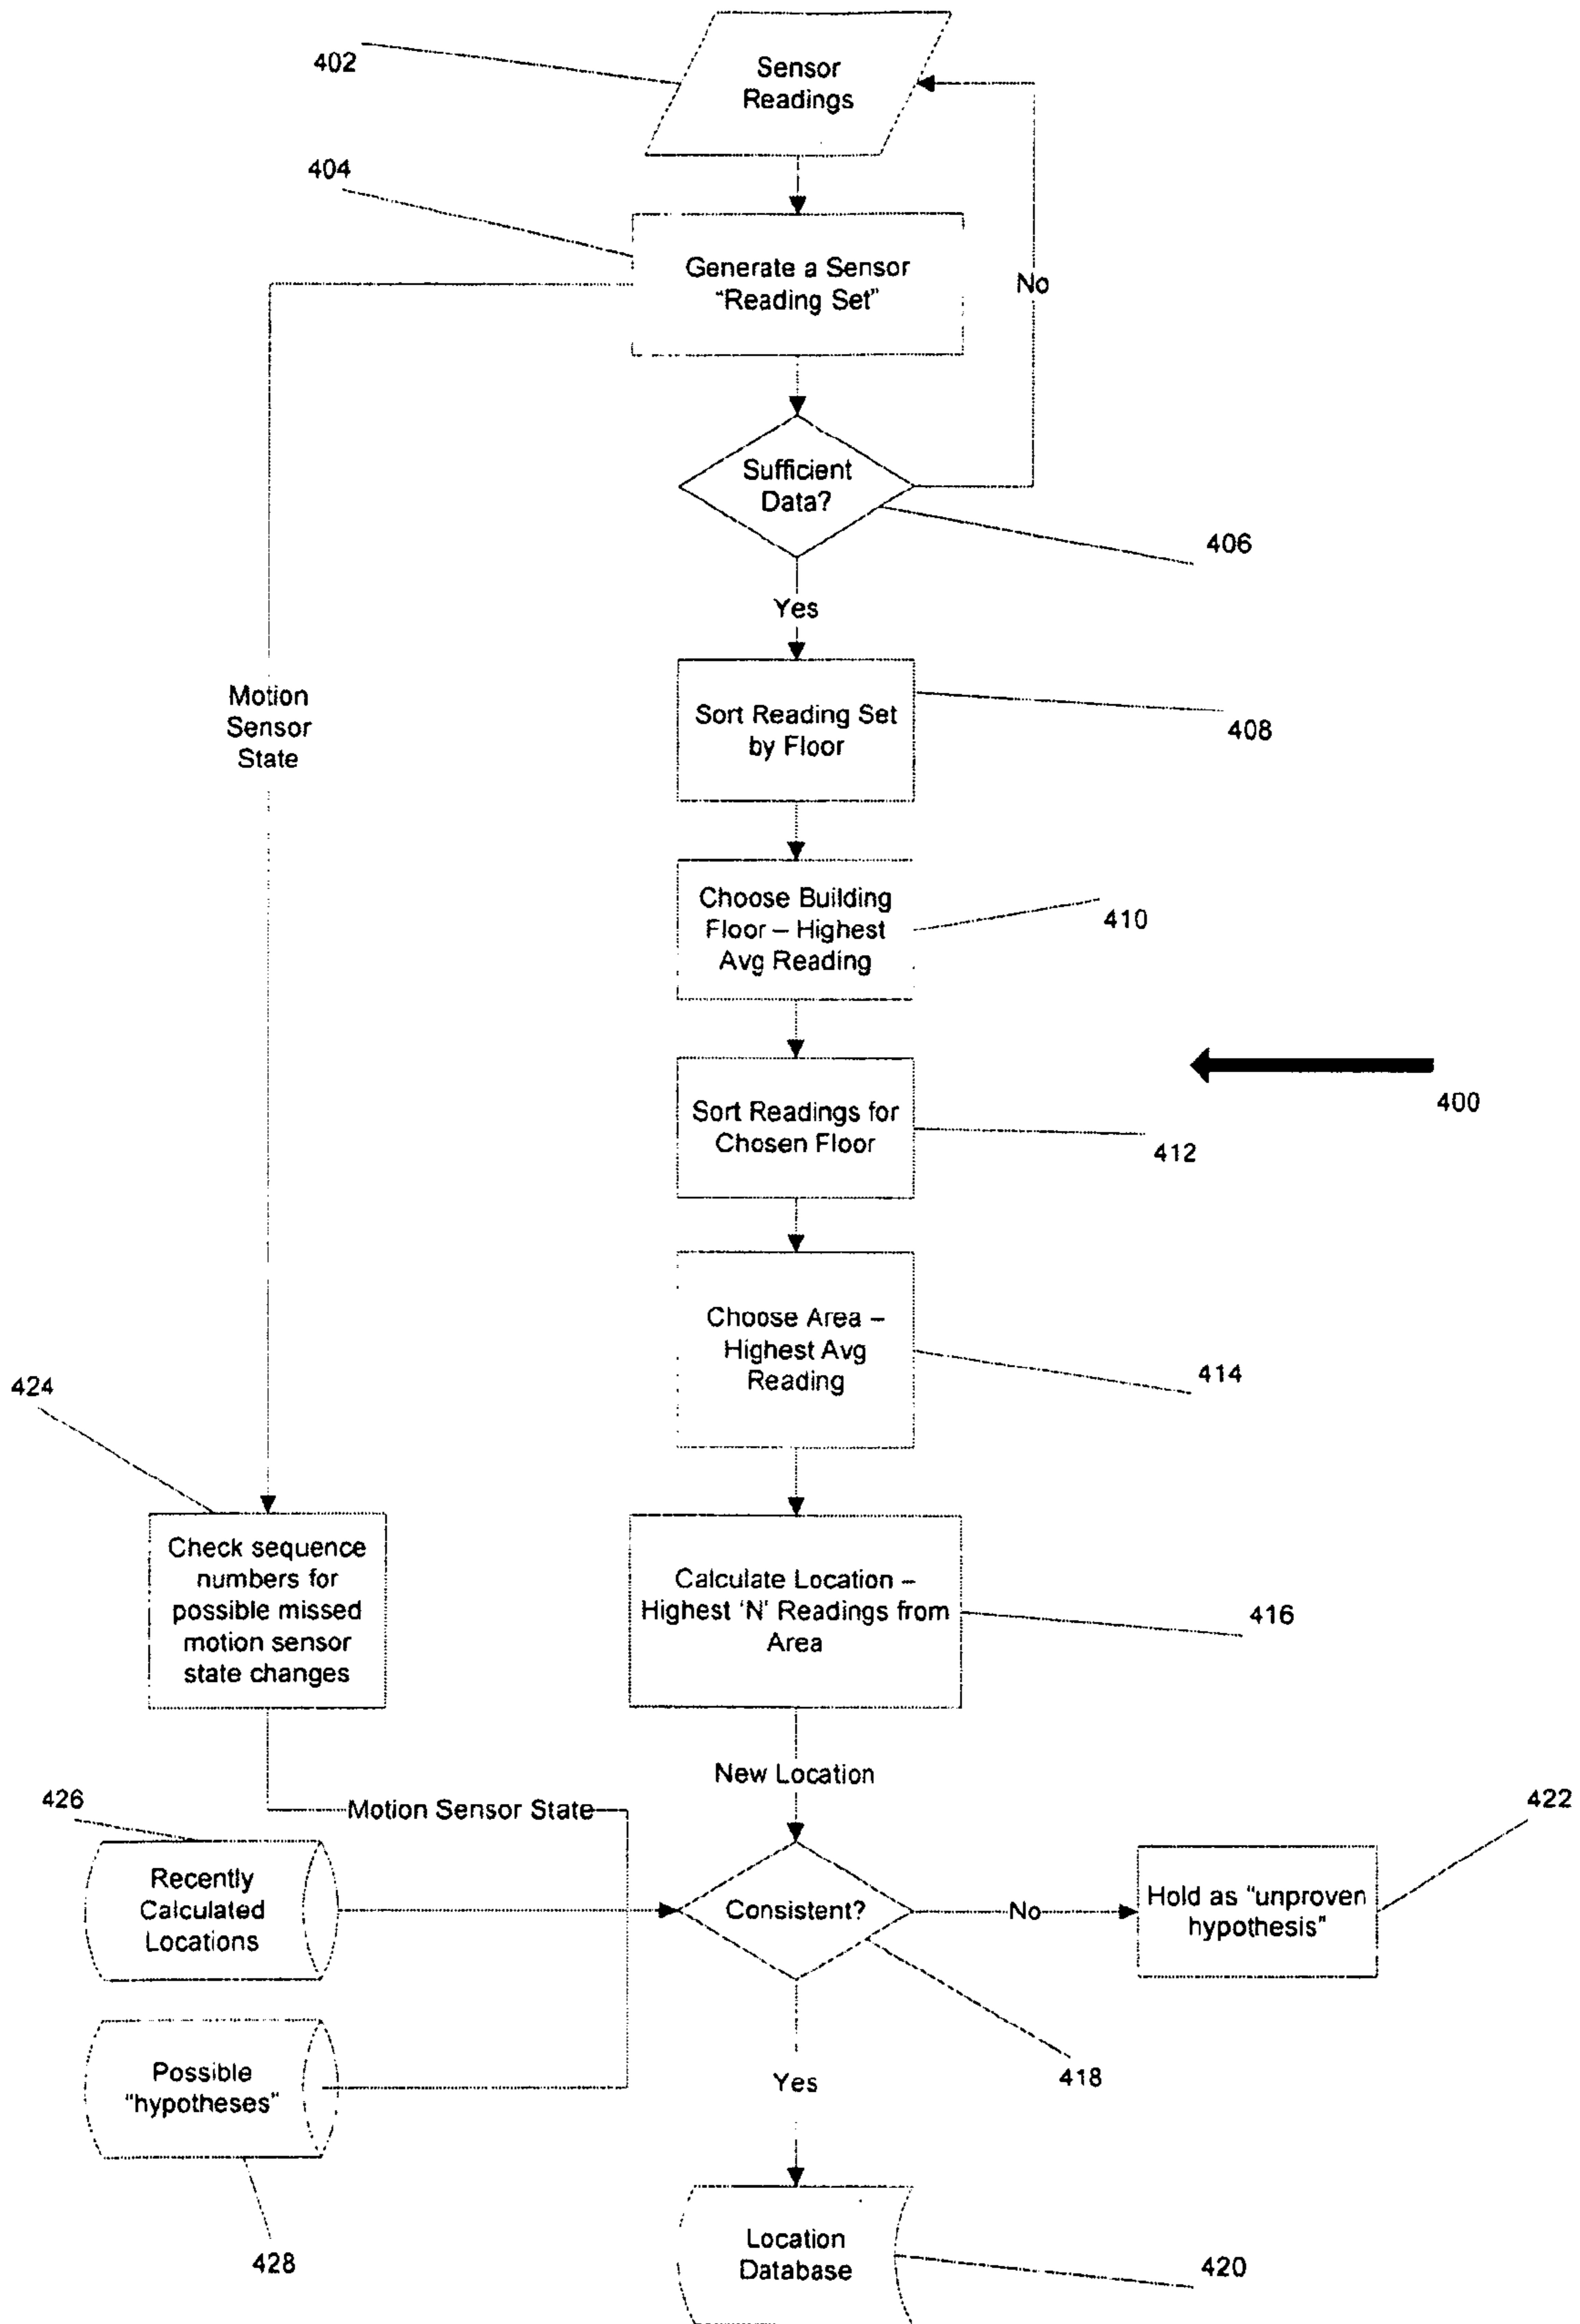 402
Sensor
Readings
404
Generate a Sensor
"Reading Set"
No
Sufficient
Data?
406
Yes
Motion
Sensor
State
Sort Reading Set
by Floor
408
Choose Building
Floor – Highest
Avg Reading
410
400
Sort Readings for
Chosen Floor
412
Choose Area –
Highest Avg
Reading
414
424
Check sequence
numbers for
possible missed
motion sensor
state changes
Calculate Location –
Highest 'N' Readings from
Area
416
New Location
426
Motion Sensor State
422
Recently
Calculated
Locations
Consistent?
No
Hold as "unproven
hypothesis"
Possible
"hypotheses"
Yes
418
428
Location
Database
420